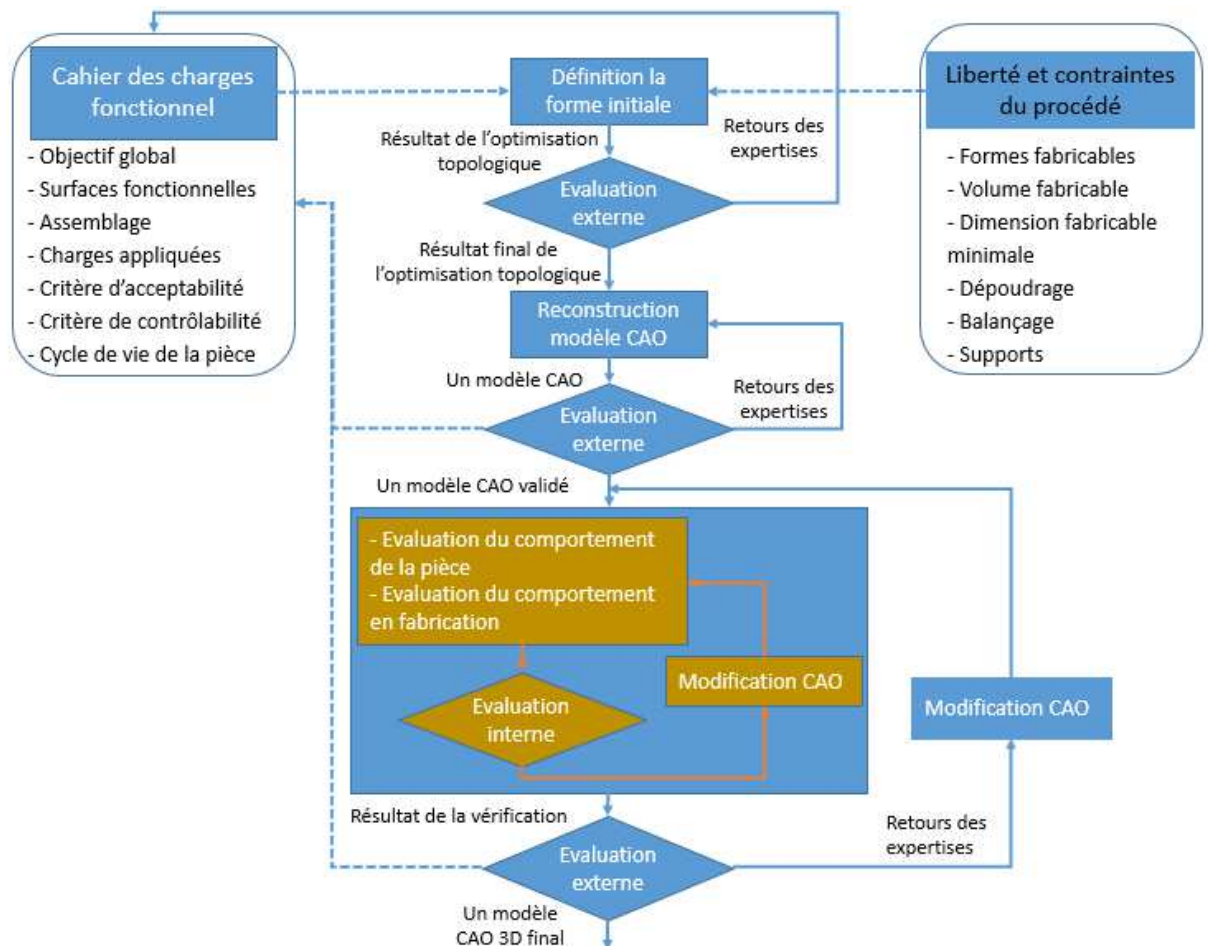 Cahier des charges
fonctionnel
- Objectif global
- Surfaces fonctionnelles
- Assemblage
- Charges appliquées
- Critère d'acceptabilité
- Critère de contrôlabilité
- Cycle de vie de la pièce
Définition la
forme initiale
Liberté et contraintes
du procédé
- Formes fabricables
- Volume fabricable
- Dimension fabricable
minimale
- Dépoudrage
- Balançage
- Supports
Résultat de l'optimisation
topologique
Retours des
expertises
Evaluation
externe
Résultat final de
l'optimisation topologique
Reconstruction
modèle CAO
Un modèle CAO
Retours des
expertises
Evaluation
externe
Un modèle CAO validé
- Evaluation du comportement
de la pièce
- Evaluation du comportement
en fabrication
Modification CAO
Evaluation
interne
Modification CAO
Résultat de la vérification
Retours des
expertises
Evaluation
externe
Un modèle
CAO 3D final